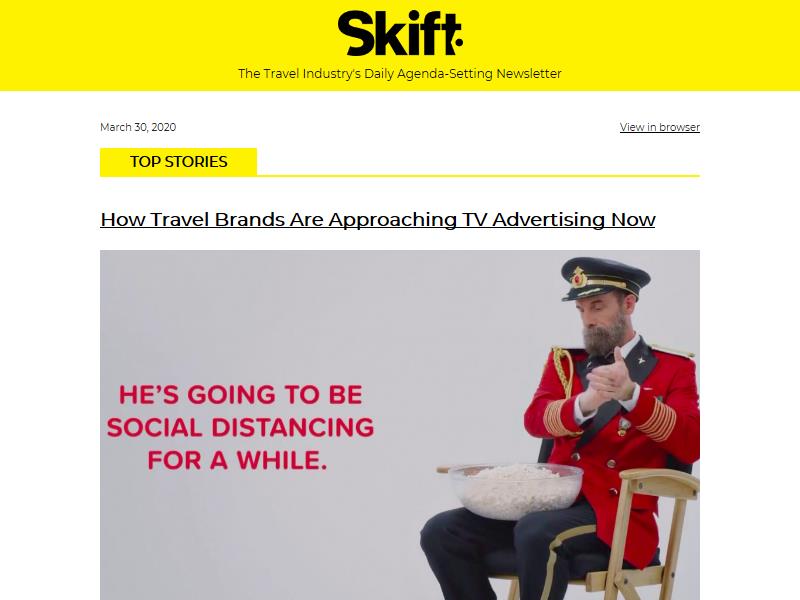 Skift
The Travel Industry's Daily Agenda-Setting Newsletter
March 30, 2020
View in browser
TOP STORIES
How Travel Brands Are Approaching TV Advertising Now
HE'S GOING TO BE
SOCIAL DISTANCING
FOR A WHILE.